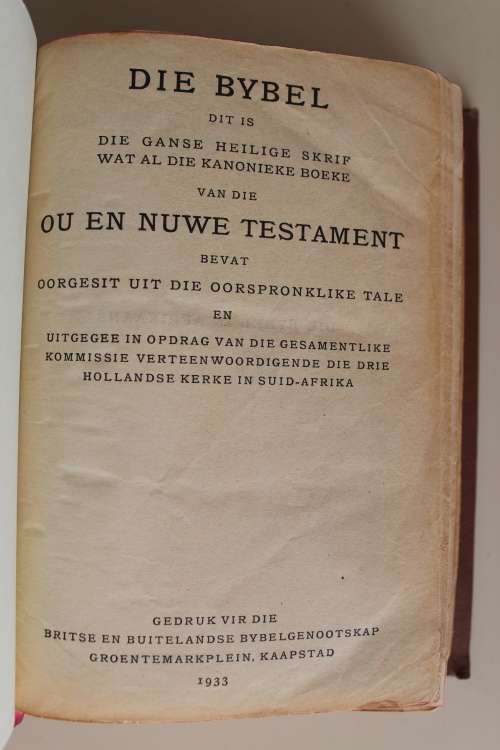 DIE BYBEL
DIT IS
DIE GANSE HEILIGE SKRIF
WAT AL DIE KANONIEKE BOEKE
VAN DIE
OU EN NUWE TESTAMENT
BEVAT
OORGESIT UIT DIE OORSPRONKLIKE TALE
EN
UITGEGEE IN OPDRAG VAN DIE GESAMENTLIKE
KOMMISSIE VERTEENWOORDIGENDE DIE DRIE
HOLLANDSE KERKE IN SUID-AFRIKA
GEDRUK VIR DIE
BRITSE EN BUITELANDSE BYBELGENOOTSKAP
GROENTEMARKPLEIN, KAAPSTAD
1933